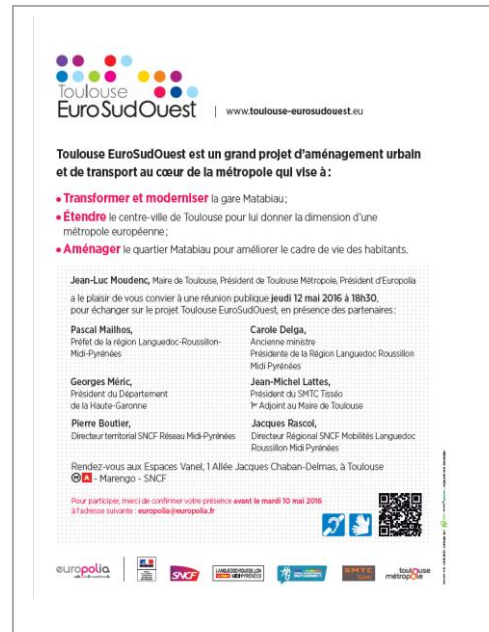 Toulouse
EuroSudOuest
www.toulouse-eurosudouest.eu
Toulouse EuroSudOuest est un grand projet d'aménagement urbain
et de transport au cœur de la métropole qui vise à :
• Transformer et moderniser la gare Matabiau ;
• Étendre le centre-ville de Toulouse pour lui donner la dimension d'une
métropole européenne ;
• Aménager le quartier Matabiau pour améliorer le cadre de vie des habitants.
Jean-Luc Moudenc, Maire de Toulouse, Président de Toulouse Métropole, Président d'Europolia
a le plaisir de vous convier à une réunion publique jeudi 12 mai 2016 à 18h30,
pour échanger sur le projet Toulouse EuroSudOuest, en présence des partenaires :
Pascal Mailhos,
Préfet de la région Languedoc-Roussillon-
Midi-Pyrénées
Carole Delga,
Ancienne ministre
Présidente de la Région Languedoc Roussillon
Midi Pyrénées
Georges Méric,
Président du Département
de la Haute-Garonne
Jean-Michel Lattes,
Président du SMTC Tisséo
1er Adjoint au Maire de Toulouse
Pierre Boutier,
Directeur territorial SNCF Réseau Midi-Pyrénées
Jacques Rascol,
Directeur Régional SNCF Mobilités Languedoc
Roussillon Midi Pyrénées
Rendez-vous aux Espaces Vanel, 1 Allée Jacques Chaban-Delmas, à Toulouse
M A - Marengo - SNCF
Pour participer, merci de confirmer votre présence avant le mardi 10 mai 2016
à l'adresse suivante : europolia@europolia.fr
europolia
SNCF
LANGUEDOC-ROUSSILLON
MIDI-PYRÉNÉES
SMTC
toulouse
métropole